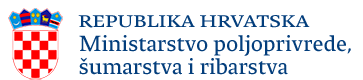 REPUBLIKA HRVATSKA
Ministarstvo poljoprivrede,
šumarstva i ribarstva